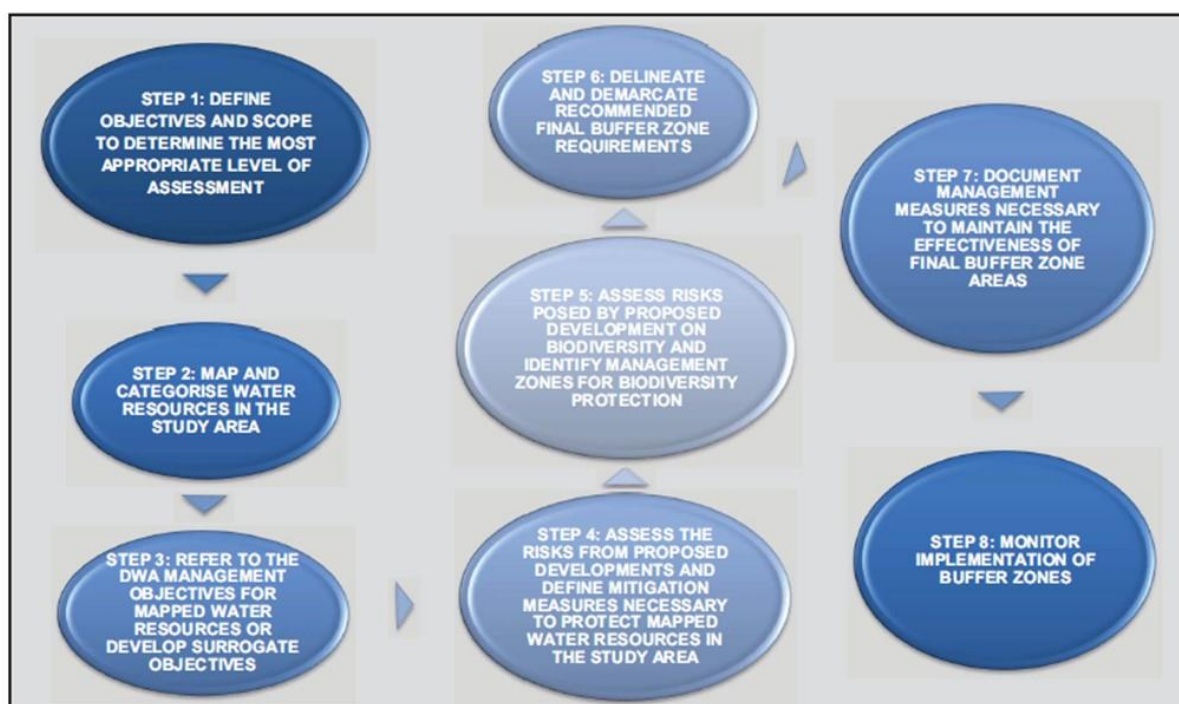 STEP 1: DEFINE
OBJECTIVES AND SCOPE
TO DETERMINE THE MOST
APPROPRIATE LEVEL OF
ASSESSMENT
STEP 2: MAP AND
CATEGORISE WATER
RESOURCES IN THE
STUDY AREA
STEP 3: REFER TO THE
DWA MANAGEMENT
OBJECTIVES FOR
MAPPED WATER
RESOURCES OR
DEVELOP SURROGATE
OBJECTIVES
STEP 4: ASSESS THE
RISKS FROM PROPOSED
DEVELOPMENTS AND
DEFINE MITIGATION
MEASURES NECESSARY
TO PROTECT MAPPED
WATER RESOURCES IN
THE STUDY AREA
STEP 5: ASSESS RISKS
POSED BY PROPOSED
DEVELOPMENT ON
BIODIVERSITY AND
IDENTIFY MANAGEMENT
ZONES FOR BIODIVERSITY
PROTECTION
STEP 6: DELINEATE
AND DEMARCATE
RECOMMENDED
FINAL BUFFER ZONE
REQUIREMENTS
STEP 7: DOCUMENT
MANAGEMENT
MEASURES NECESSARY
TO MAINTAIN THE
EFFECTIVENESS OF
FINAL BUFFER ZONE
AREAS
STEP 8: MONITOR
IMPLEMENTATION OF
BUFFER ZONES